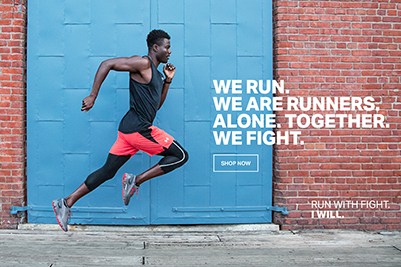 WE RUN.
WE ARE RUNNERS.
ALONE. TOGETHER.
WE FIGHT.
SHOP NOW
RUN WITH FIGHT.
I WILL.